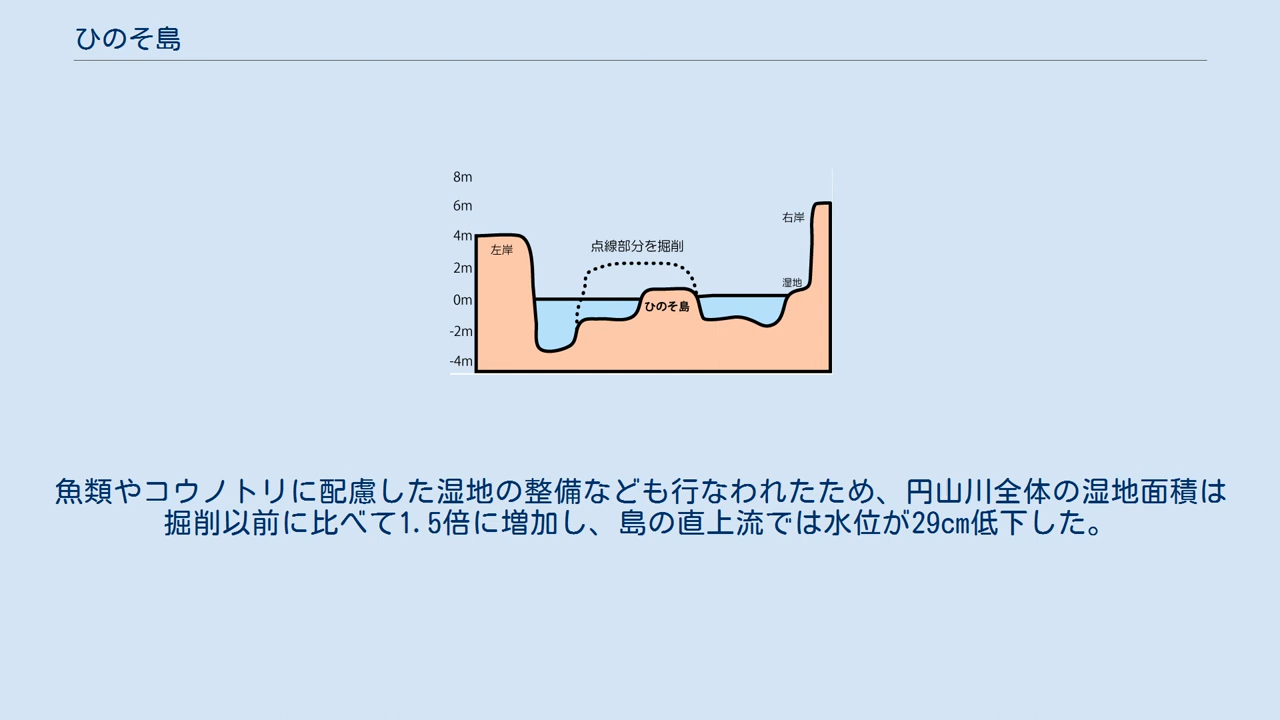 ひのそ島
8m
6m
右岸
4m
左岸
点線部分を掘削
2m
湿地
0m
ひのそ島
-2m
-4m
魚類やコウノトリに配慮した湿地の整備なども行なわれたため、円山川全体の湿地面積は
掘削以前に比べて1.5倍に増加し、島の直上流では水位が29cm低下した。